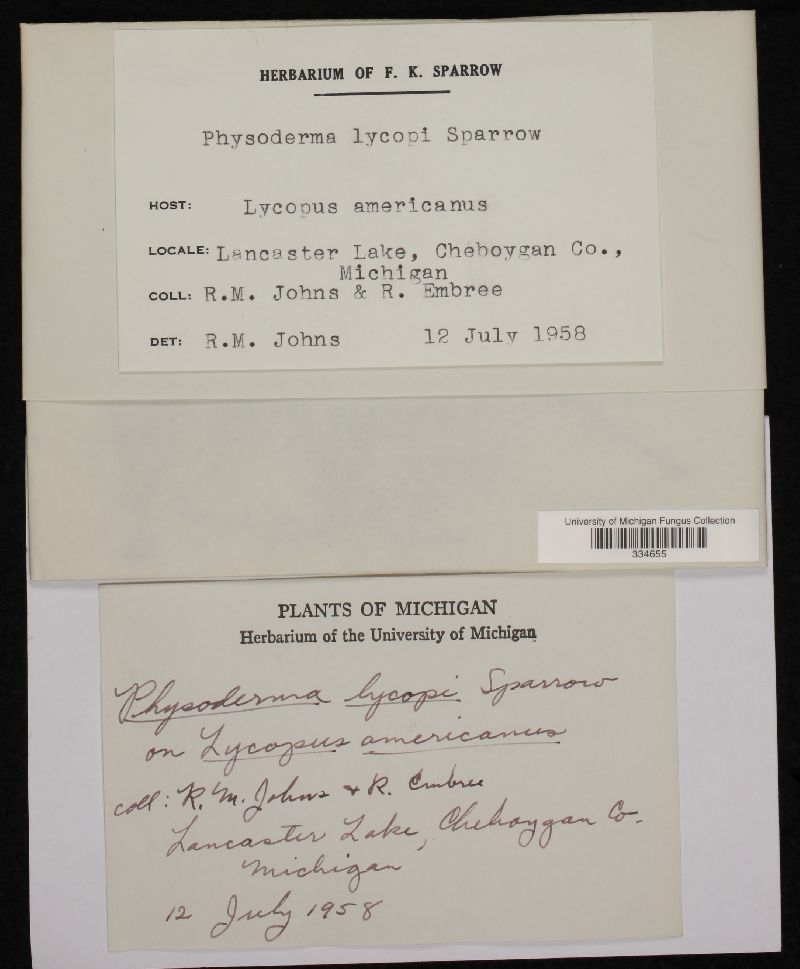 HERBARIUM OF F. K. SPARROW
Physoderma lycopi Sparrow
HOST: Lycopus americanus
LOCALE: Lancaster Lake, Cheboygan Co.,
Michigan
COLL: R.M. Johns & R. Embree
DET: R.M. Johns 12 July 1958
University of Michigan Fungus Collection
334655
PLANTS OF MICHIGAN
Herbarium of the University of Michigan
Physoderma lycopi Sparrow
on Lycopus americanus
coll: R. M. Johns & R. Embree
Lancaster Lake, Cheboygan Co.
Michigan
12 July 1958